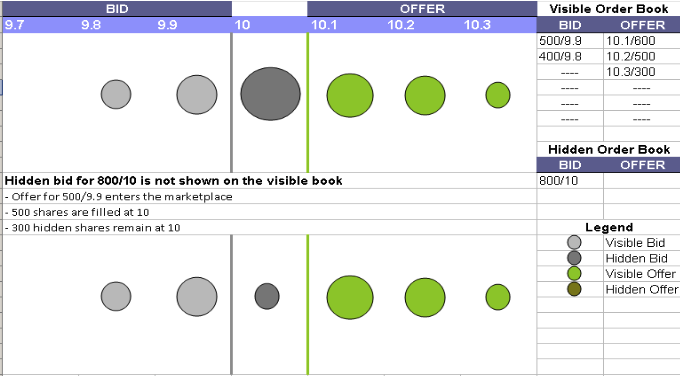 BID OFFER Visible Order Book
9.7 9.8 9.9 10 10.1 10.2 10.3 BID OFFER
500/9.9 10.1/600
400/9.8 10.2/500
---- 10.3/300
---- ----
---- ----
---- ----
Hidden Order Book
BID OFFER
Hidden bid for 800/10 is not shown on the visible book 800/10
- Offer for 500/9.9 enters the marketplace
- 500 shares are filled at 10
- 300 hidden shares remain at 10
Legend
Visible Bid
Hidden Bid
Visible Offer
Hidden Offer